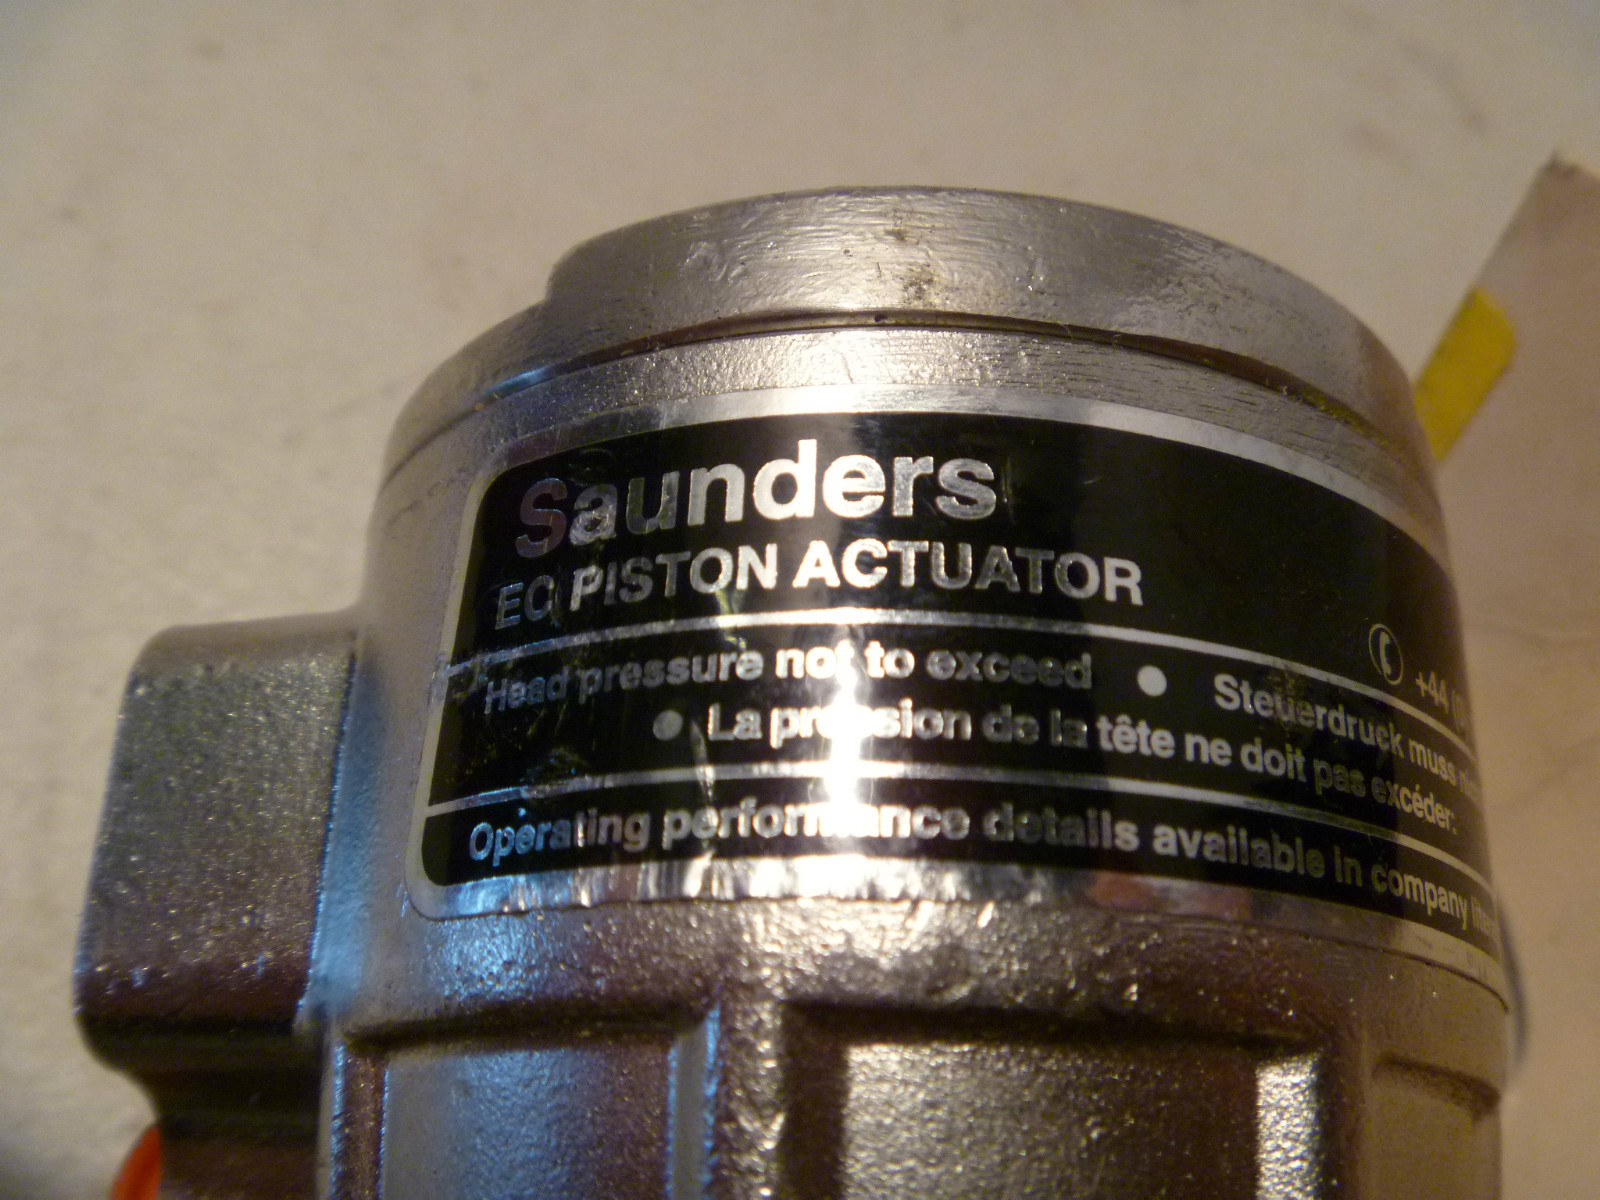 Saunders
EC PISTON ACTUATOR
+44
Head pressure not to exceed • Steuerdruck muss
• La pression de la tête ne doit pas excéder:
Operating performance details available in company